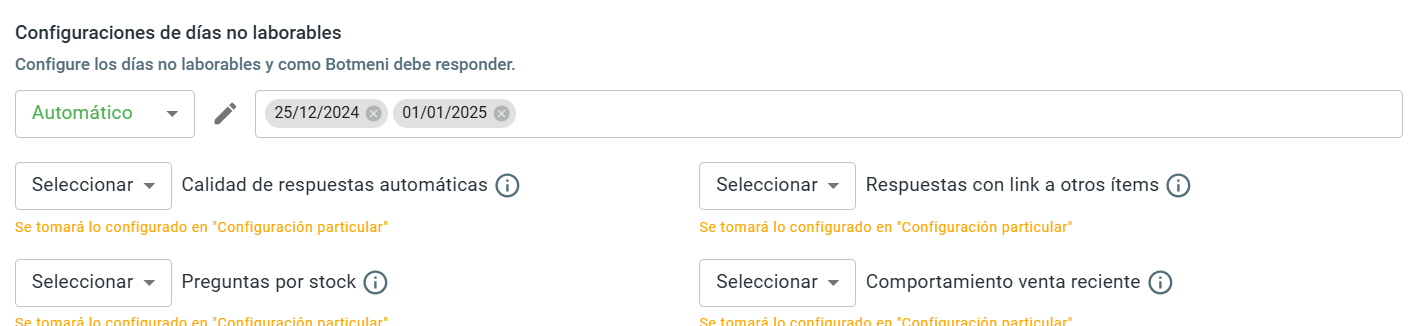 Configuraciones de días no laborables
Configure los días no laborables y como Botmeni debe responder.
Automático 25/12/2024 01/01/2025
Seleccionar Calidad de respuestas automáticas Seleccionar Respuestas con link a otros ítems
Se tomará lo configurado en "Configuración particular" Se tomará lo configurado en "Configuración particular"
Seleccionar Preguntas por stock Seleccionar Comportamiento venta reciente
Se tomará lo configurado en "Configuración particular" Se tomará lo configurado en "Configuración particular"